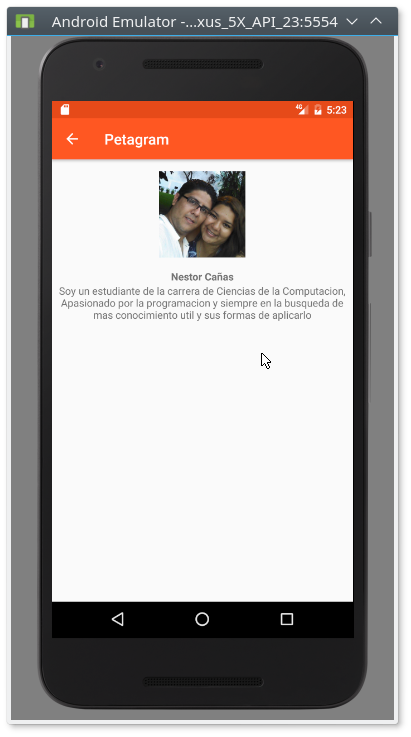 Android Emulator -...xus_5X_API_23:5554
4G 5:23
Petagram
Nestor Cañas
Soy un estudiante de la carrera de Ciencias de la Computacion,
Apasionado por la programacion y siempre en la busqueda de
mas conocimiento util y sus formas de aplicarlo